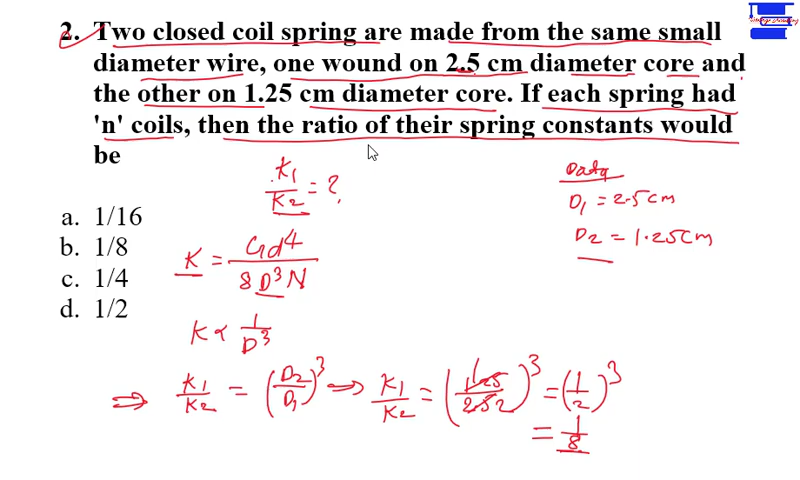 2. Two closed coil spring are made from the same small
diameter wire, one wound on 2.5 cm diameter core and
the other on 1.25 cm diameter core. If each spring had
'n' coils, then the ratio of their spring constants would
be
K1/K2 = ?
Data
D1 = 2.5cm
D2 = 1.25cm
a. 1/16
b. 1/8
c. 1/4
d. 1/2
K = Gd⁴/8D³N
K ∝ 1/D³
⇒ K1/K2 = (D2/D1)³ ⇒ K1/K2 = (1.25/2.5 2)³ = (1/2)³
= 1/8